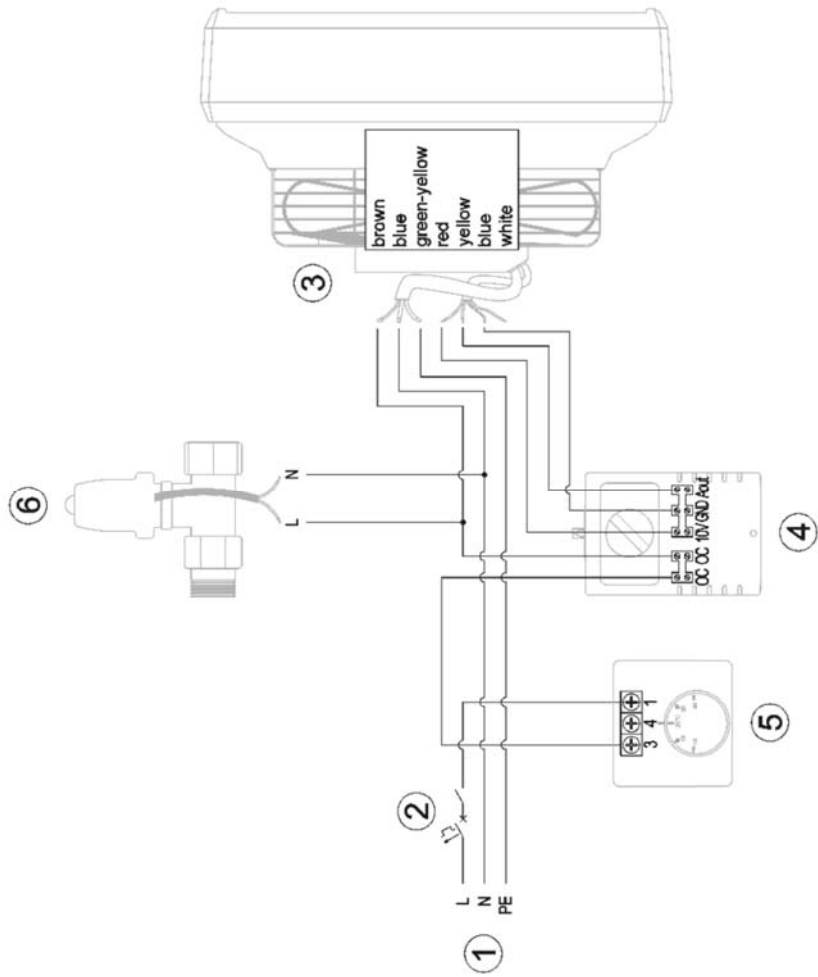 6
3
brown
blue
green-yellow
red
yellow
blue
white
L
N
2
1
L
N
PE
OC OC 10V GND Aout
4
3 4 1
5